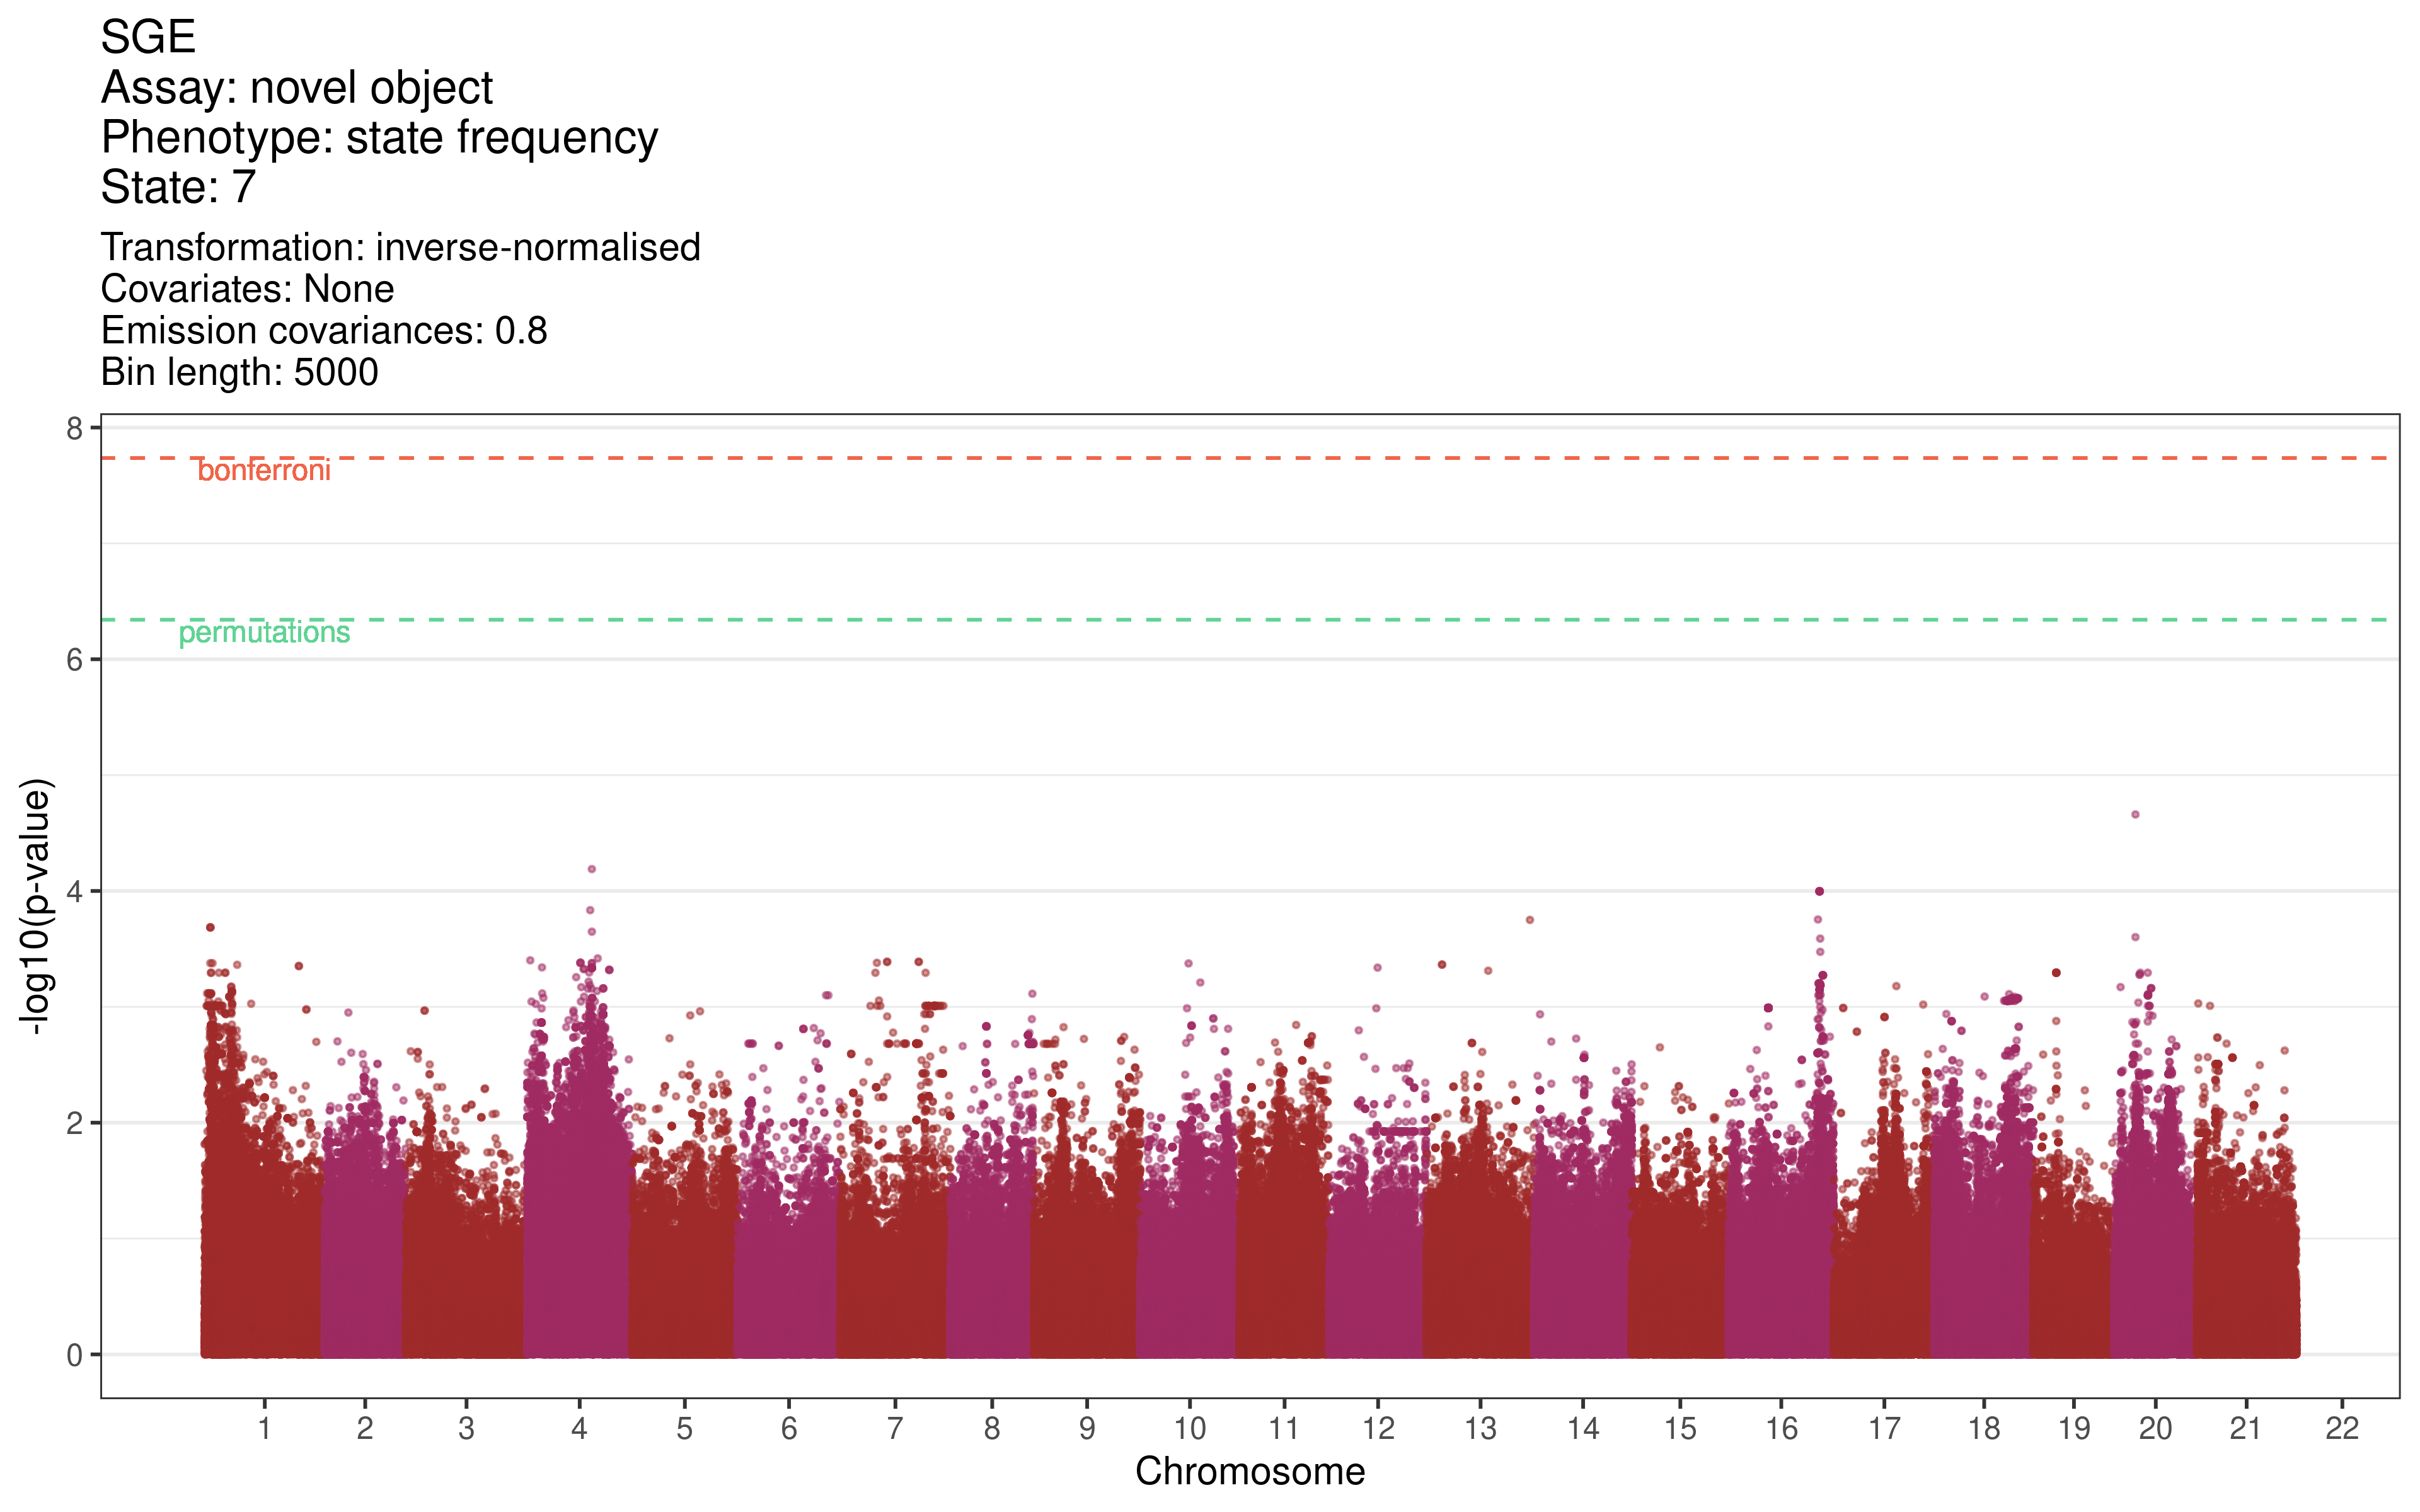 SGE
Assay: novel object
Phenotype: state frequency
State: 7
Transformation: inverse-normalised
Covariates: None
Emission covariances: 0.8
Bin length: 5000
8
bonferroni
permutations
6
4
2
0
-log10(p-value)
1 2 3 4 5 6 7 8 9 10 11 12 13 14 15 16 17 18 19 20 21 22
Chromosome